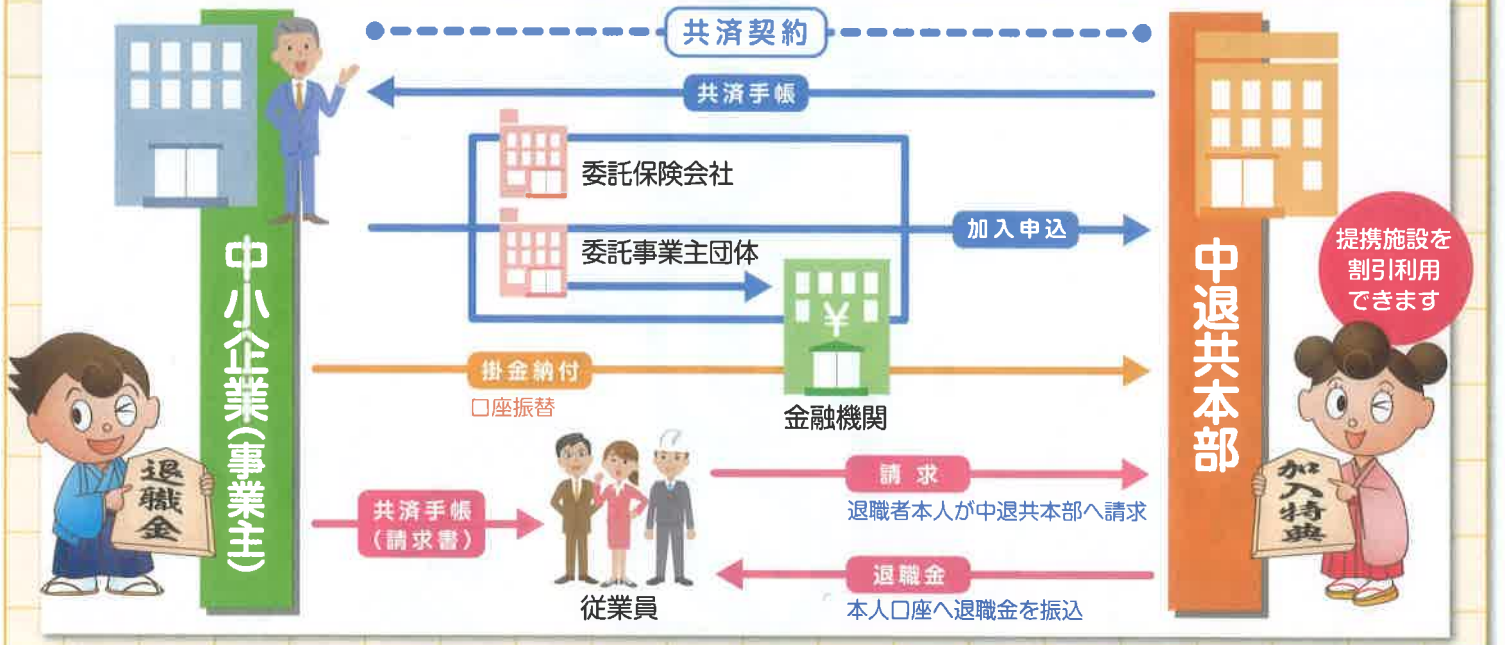 共済契約
共済手帳
委託保険会社
加入申込
委託事業主団体
¥
提携施設を
割引利用
できます
中小企業(事業主)
中退共本部
掛金納付
口座振替
金融機関
退職金
加入特典
請求
退職者本人が中退共本部へ請求
共済手帳
(請求書)
退職金
本人口座へ退職金を振込
従業員